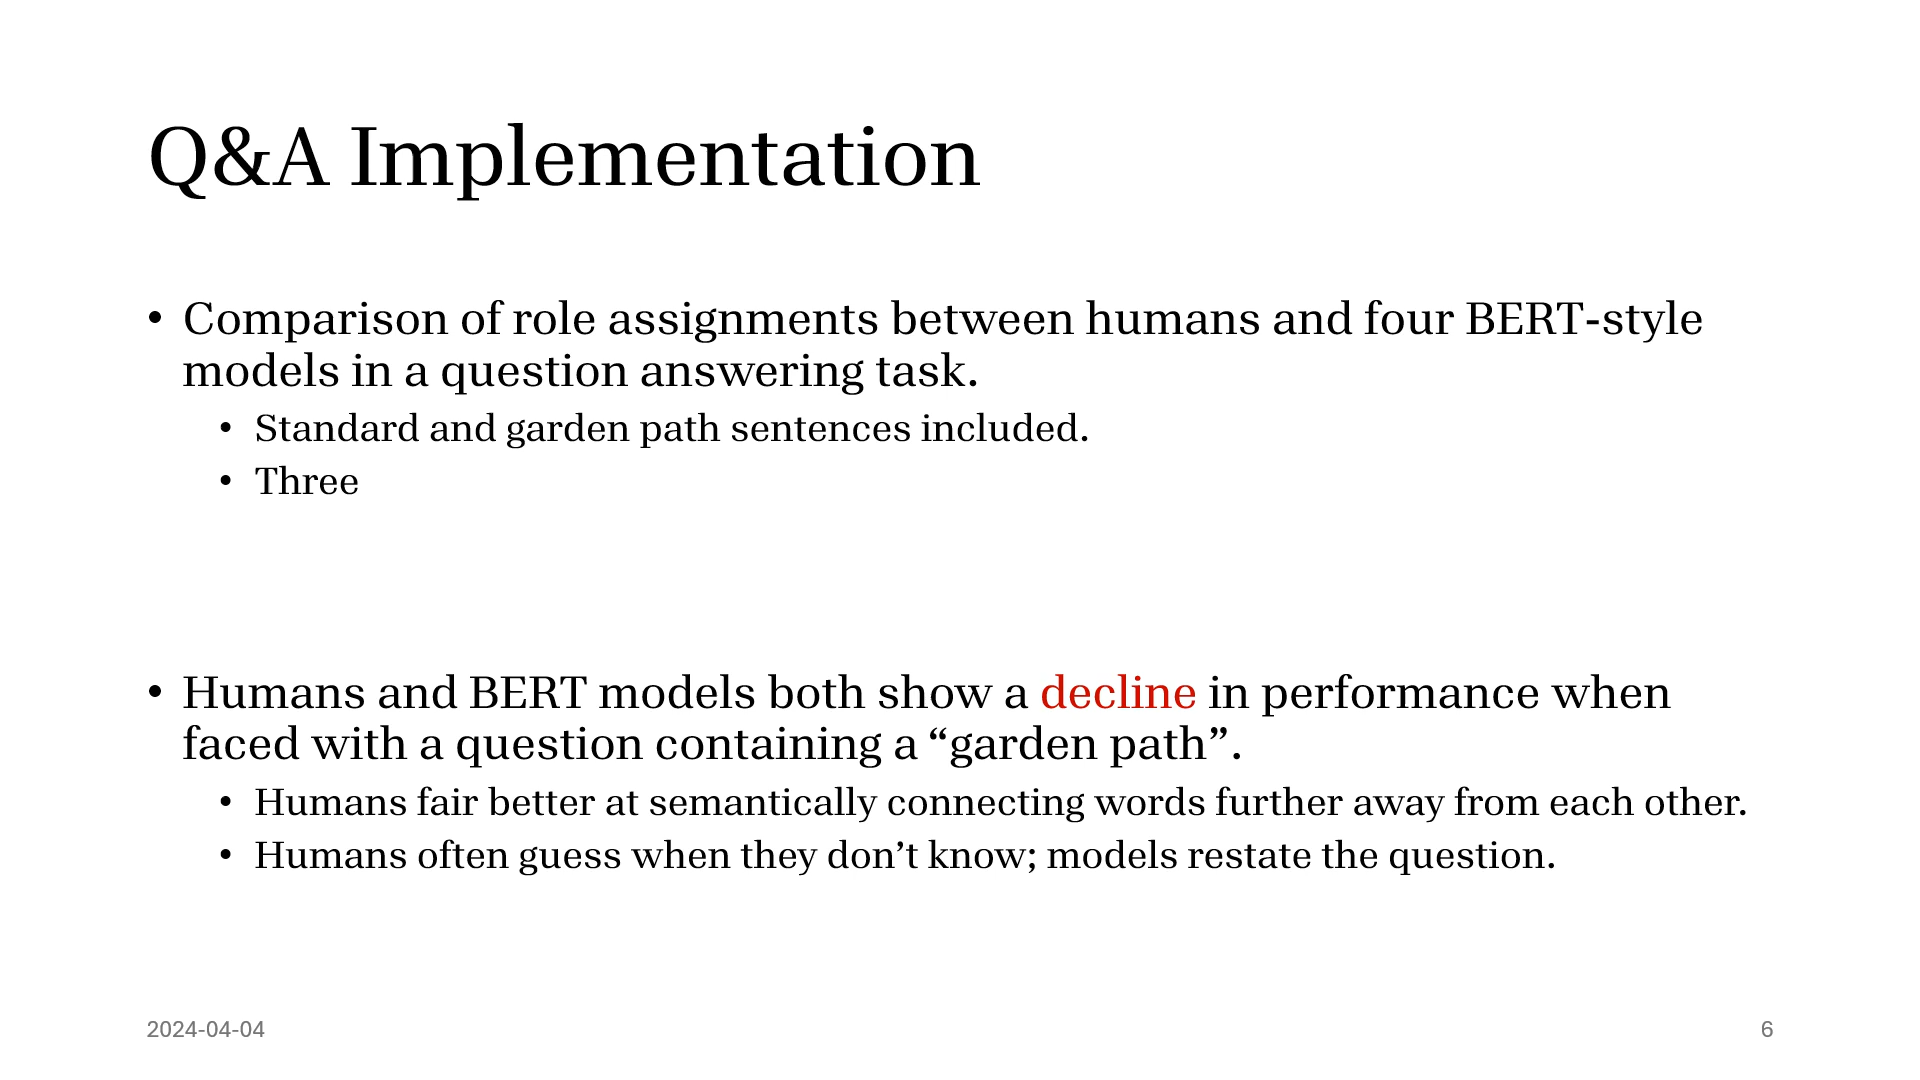 Q&A Implementation
• Comparison of role assignments between humans and four BERT-style
models in a question answering task.
• Standard and garden path sentences included.
• Three
• Humans and BERT models both show a decline in performance when
faced with a question containing a “garden path”.
• Humans fair better at semantically connecting words further away from each other.
• Humans often guess when they don’t know; models restate the question.
2024-04-04
6